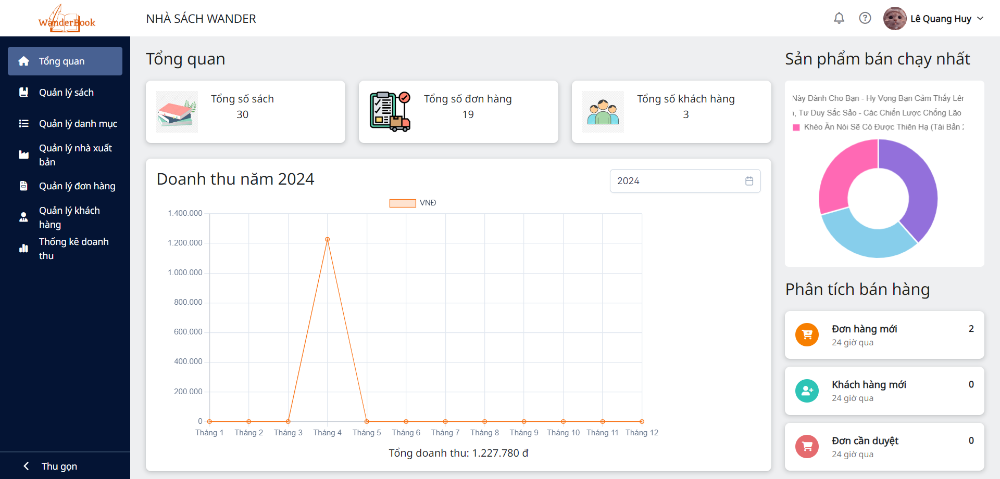 WanderBook
NHÀ SÁCH WANDER
Lê Quang Huy
Tổng quan
Quản lý sách
Quản lý danh mục
Quản lý nhà xuất
bản
Quản lý đơn hàng
Quản lý khách
hàng
Thống kê doanh
thu
Thu gọn
Tổng quan
Tổng số sách
30
Tổng số đơn hàng
19
Tổng số khách hàng
3
Doanh thu năm 2024
2024
VNĐ
1.400.000
1.200.000
1.000.000
800.000
600.000
400.000
200.000
0
Tháng 1 Tháng 2 Tháng 3 Tháng 4 Tháng 5 Tháng 6 Tháng 7 Tháng 8 Tháng 9 Tháng 10 Tháng 11 Tháng 12
Tổng doanh thu: 1.227.780 đ
Sản phẩm bán chạy nhất
Này Dành Cho Bạn - Hy Vọng Bạn Cảm Thấy
, Tư Duy Sắc Sảo - Các Chiến Lược Chống Lão
Khéo Ăn Nói Sẽ Có Được Thiên Hạ (Tái Bản
Phân tích bán hàng
Đơn hàng mới 2
24 giờ qua
Khách hàng mới 0
24 giờ qua
Đơn cần duyệt 0
24 giờ qua